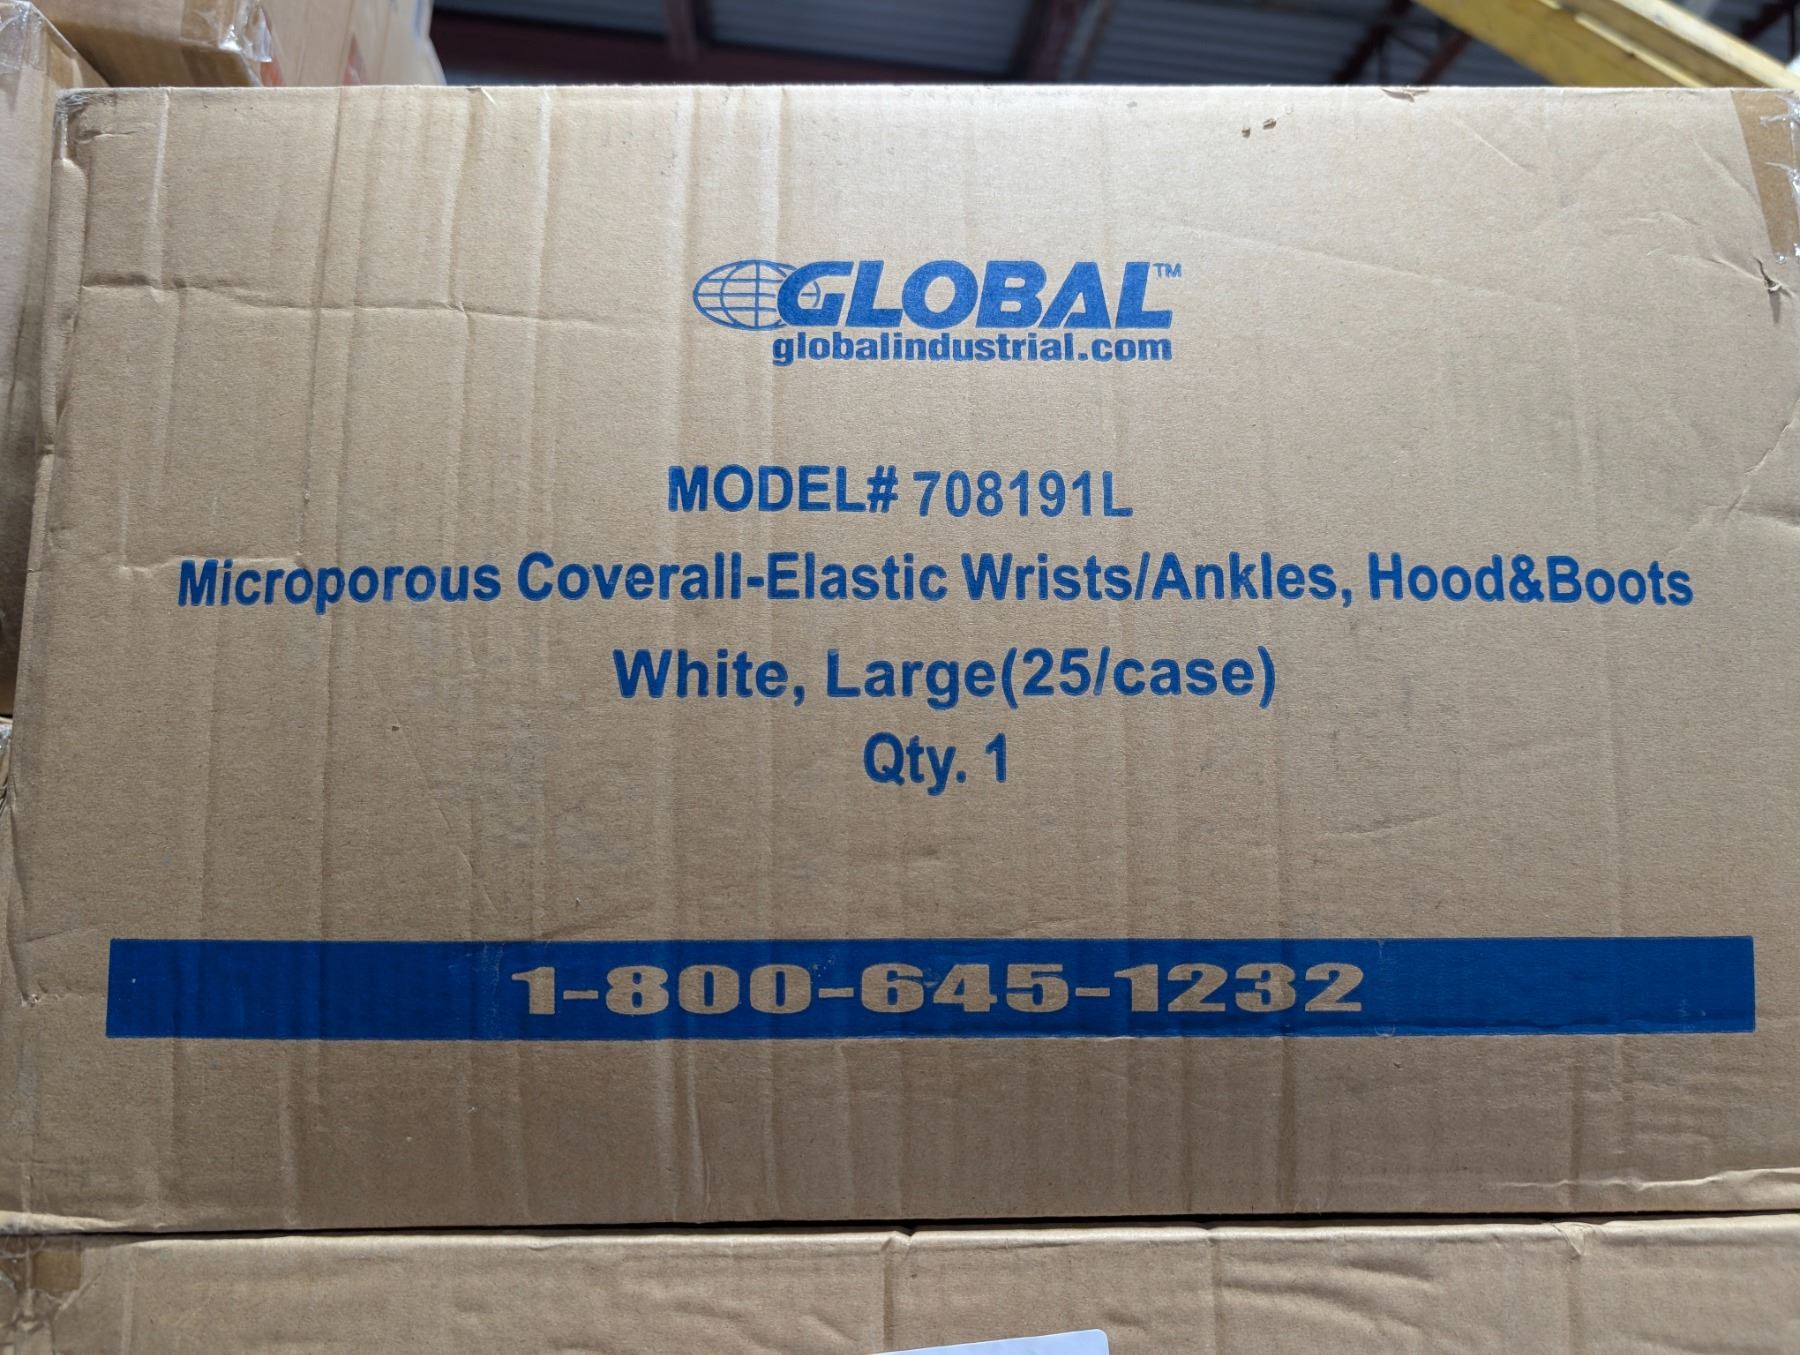 GLOBAL™
globalindustrial.com
MODEL# 708191L
Microporous Coverall-Elastic Wrists/Ankles, Hood&Boots
White, Large(25/case)
Qty. 1
1-800-645-1232